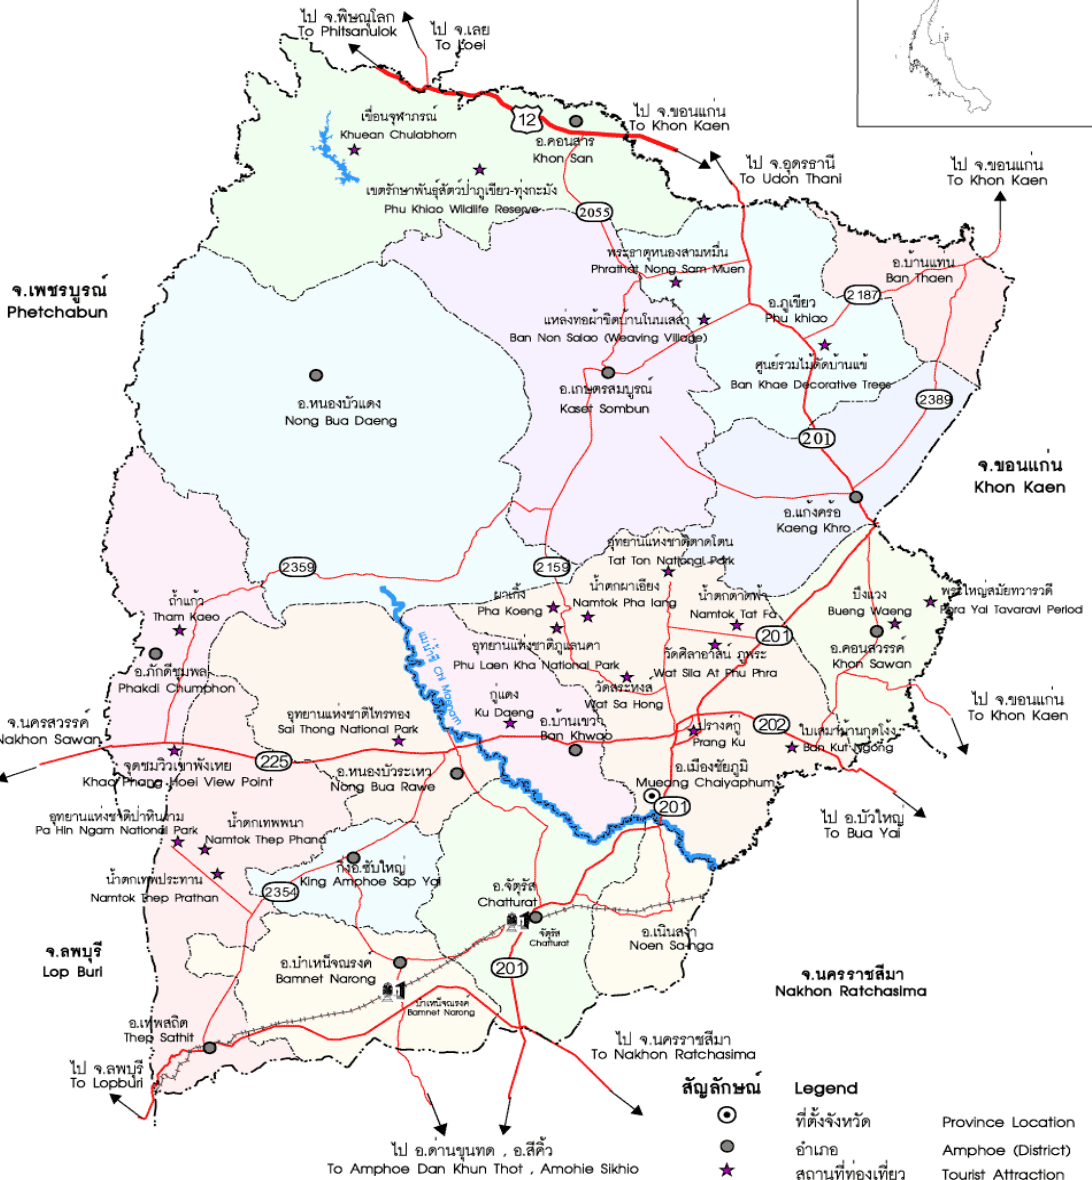 ไป จ.พิษณุโลก
To Phitsanulok
ไป จ.เลย
To Loei
ไป จ.ขอนแก่น
To Khon Kaen
ไป จ.อุดรธานี
To Udon Thani
ไป จ.ขอนแก่น
To Khon Kaen
เขื่อนจุฬาภรณ์
Khuean Chulabhorn
12
อ.คอนสาร
Khon San
เขตรักษาพันธุ์สัตว์ป่าภูเขียว-ทุ่งกะมัง
Phu Khiao Wildlife Reserve
2055
พระธาตุหนองสามหมื่น
Phrathat Nong Sam Muen
อ.บ้านแท่น
Ban Thaen
จ.เพชรบูรณ์
Phetchabun
2187
อ.ภูเขียว
Phu khiao
แหล่งทอผ้าขิตบ้านโนนเสลา
Ban Non Salao (Weaving Village)
ศูนย์รวมไม้ดัดบ้านแข้
Ban Khae Decorative Trees
อ.หนองบัวแดง
Nong Bua Daeng
อ.เกษตรสมบูรณ์
Kaset Sombun
2389
201
จ.ขอนแก่น
Khon Kaen
อ.แก้งคร้อ
Kaeng Khro
อุทยานแห่งชาติตาดโตน
Tat Ton National Park
2359
2159
น้ำตกผาเอียง
Namtok Pha Iang
ผาเกิ้ง
Pha Koeng
น้ำตกตาดฟ้า
Namtok Tat Fa
บึงแวง
Bueng Waeng
พระใหญ่สมัยทวารวดี
Pora Yai Tavaravi Period
ถ้ำแก้ว
Tham Kaeo
201
อ.คอนสวรรค์
Khon Sawan
แม่น้ำชี Chi Maenam
อุทยานแห่งชาติภูแลนคา
Phu Laen Kha National Park
วัดศิลาอาสน์ ภูพระ
Wat Sila At Phu Phra
อ.ภักดีชุมพล
Phakdi Chumphon
วัดสระหงส์
Wat Sa Hong
กู่แดง
Ku Daeng
ไป จ.ขอนแก่น
To Khon Kaen
จ.นครสวรรค์
Nakhon Sawan
อุทยานแห่งชาติไทรทอง
Sai Thong National Park
อ.บ้านเขว้า
Ban Khwao
ปรางค์กู่
Prang Ku
202
ใบเสมาบ้านกุดโง้ง
Ban Kut Ngong
225
จุดชมวิวเขาพังเหย
Khao Phang Hoei View Point
อ.หนองบัวระเหว
Nong Bua Rawe
อ.เมืองชัยภูมิ
Mueang Chaiyaphum
201
ไป อ.บัวใหญ่
To Bua Yai
อุทยานแห่งชาติป่าหินงาม
Pa Hin Ngam National Park
น้ำตกเทพพนา
Namtok Thep Phana
น้ำตกเทพประทาน
Namtok Thep Prathan
กิ่งอ.ซับใหญ่
King Amphoe Sap Yai
2354
อ.จัตุรัส
Chatturat
จัตุรัส
Chatturat
อ.เนินสง่า
Noen Sa-nga
จ.ลพบุรี
Lop Buri
201
อ.บำเหน็จณรงค์
Bamnet Narong
บำเหน็จณรงค์
Bamnet Narong
จ.นครราชสีมา
Nakhon Ratchasima
อ.เทพสถิต
Thep Sathit
ไป จ.ลพบุรี
To Lopburi
ไป จ.นครราชสีมา
To Nakhon Ratchasima
ไป อ.ด่านขุนทด , อ.สีคิ้ว
To Amphoe Dan Khun Thot , Amohie Sikhio
สัญลักษณ์ Legend
ที่ตั้งจังหวัด Province Location
อำเภอ Amphoe (District)
สถานที่ท่องเที่ยว Tourist Attraction